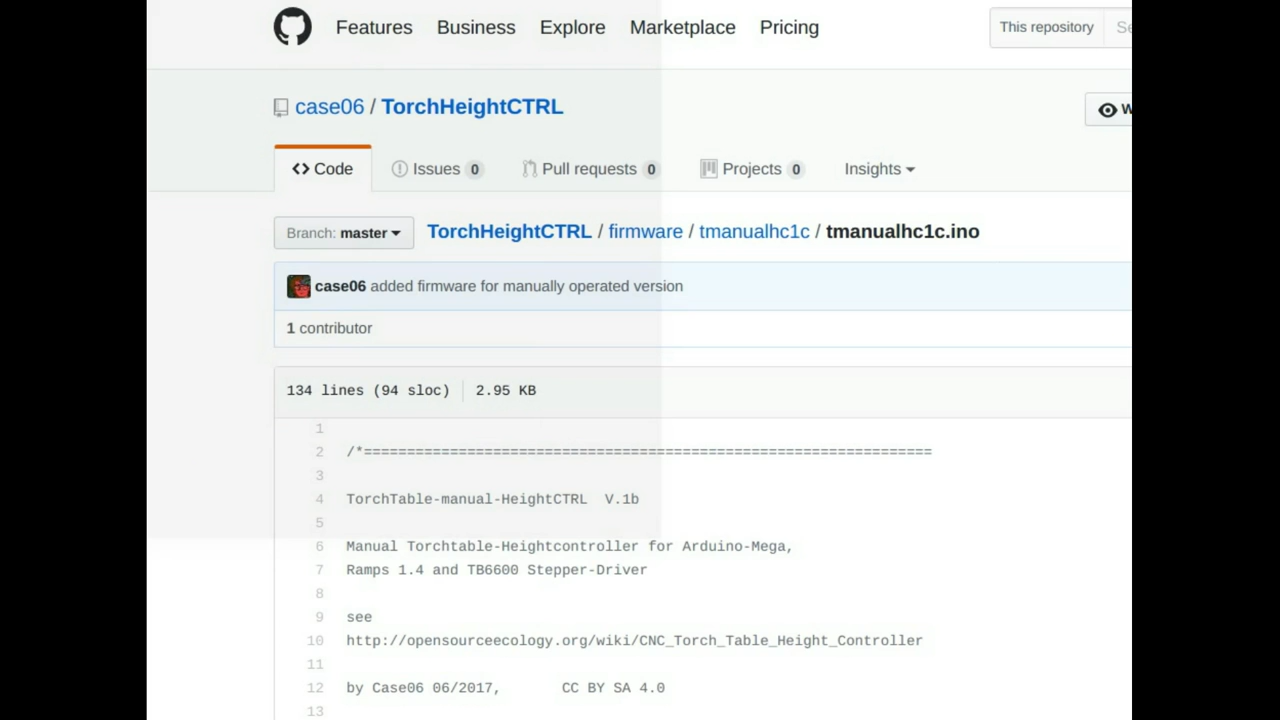 Features Business Explore Marketplace Pricing This repository Se
case06 / TorchHeightCTRL W
Code Issues 0 Pull requests 0 Projects 0 Insights
Branch: master TorchHeightCTRL / firmware / tmanualhc1c / tmanualhc1c.ino
case06 added firmware for manually operated version
1 contributor
134 lines (94 sloc) 2.95 KB
1
2 /*==================================================================
3
4 TorchTable-manual-HeightCTRL V.1b
5
6 Manual Torchtable-Heightcontroller for Arduino-Mega,
7 Ramps 1.4 and TB6600 Stepper-Driver
8
9 see
10 http://opensourceecology.org/wiki/CNC_Torch_Table_Height_Controller
11
12 by Case06 06/2017, CC BY SA 4.0
13